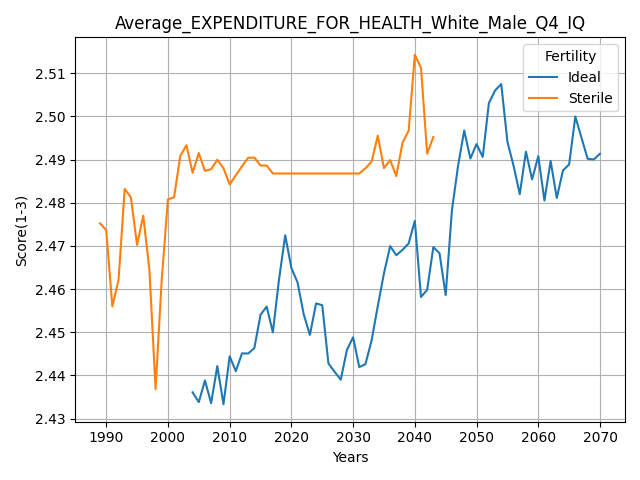 Average_EXPENDITURE_FOR_HEALTH_White_Male_Q4_IQ
Fertility
Ideal
Sterile
Score(1-3)
2.51
2.50
2.49
2.48
2.47
2.46
2.45
2.44
2.43
1990 2000 2010 2020 2030 2040 2050 2060 2070
Years